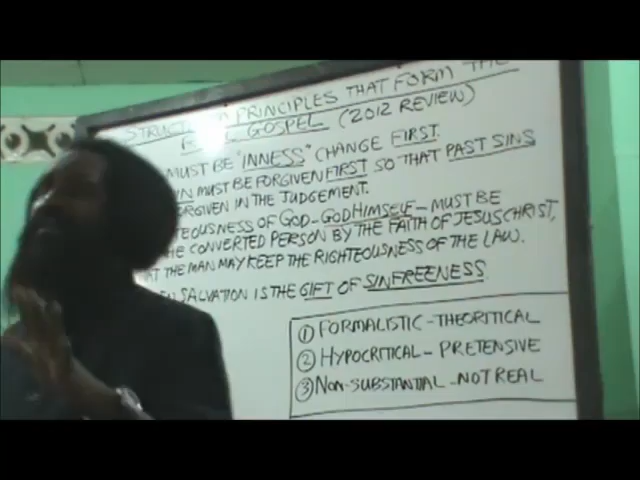 PRINCIPLES THAT FORM THE
GOSPEL (2012 REVIEW)
MUST BE "INNESS" CHANGE FIRST.
MUST BE FORGIVEN FIRST SO THAT PAST SINS
IN THE JUDGEMENT.
OF GOD - GOD HIMSELF - MUST BE
CONVERTED PERSON BY THE FAITH OF JESUS CHRIST,
THE MAN MAY KEEP THE RIGHTEOUSNESS OF THE LAW.
SALVATION IS THE GIFT OF SINFREENESS
① FORMALISTIC - THEORITICAL
② HYPOCRITICAL - PRETENSIVE
③ NON-SUBSTANTIAL - NOT REAL